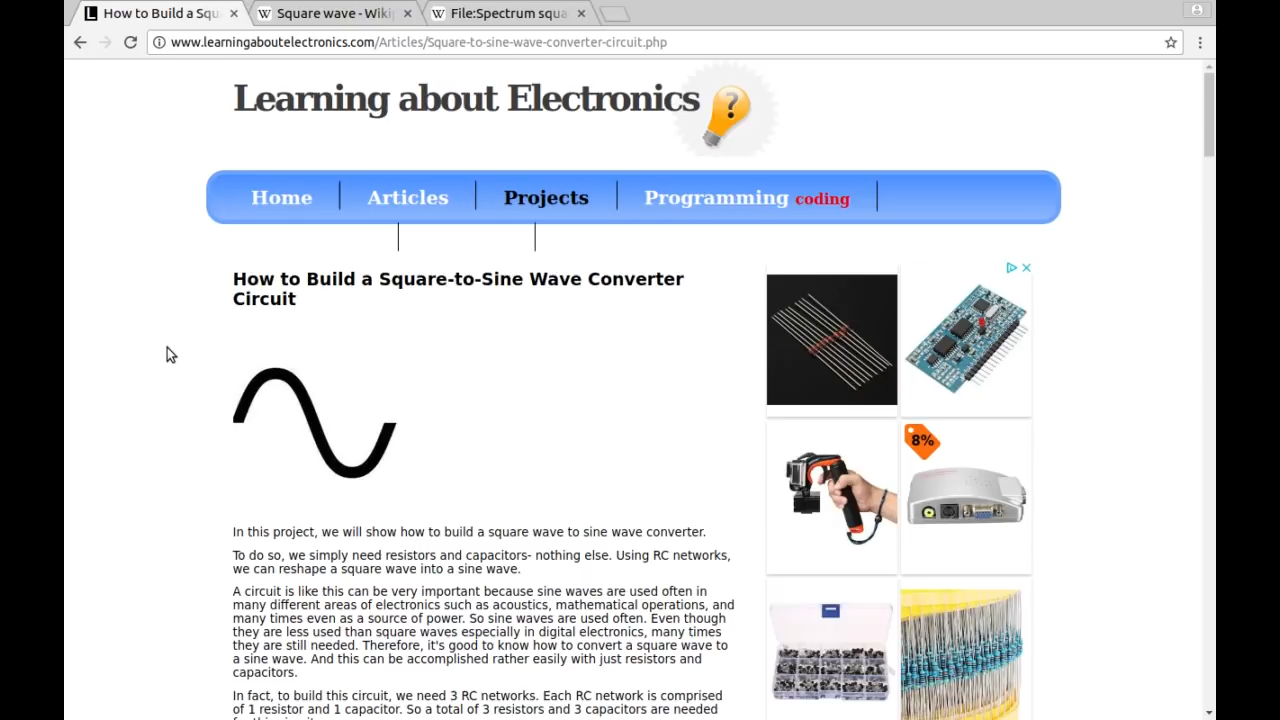 How to Build a Squ
Square wave - Wiki
File:Spectrum squa
www.learningaboutelectronics.com/Articles/Square-to-sine-wave-converter-circuit.php
Learning about Electronics
?
Home
Articles
Projects
Programming coding
How to Build a Square-to-Sine Wave Converter
Circuit
8%
In this project, we will show how to build a square wave to sine wave converter.
To do so, we simply need resistors and capacitors- nothing else. Using RC networks,
we can reshape a square wave into a sine wave.
A circuit is like this can be very important because sine waves are used often in
many different areas of electronics such as acoustics, mathematical operations, and
many times even as a source of power. So sine waves are used often. Even though
they are less used than square waves especially in digital electronics, many times
they are still needed. Therefore, it's good to know how to convert a square wave to
a sine wave. And this can be accomplished rather easily with just resistors and
capacitors.
In fact, to build this circuit, we need 3 RC networks. Each RC network is comprised
of 1 resistor and 1 capacitor. So a total of 3 resistors and 3 capacitors are needed